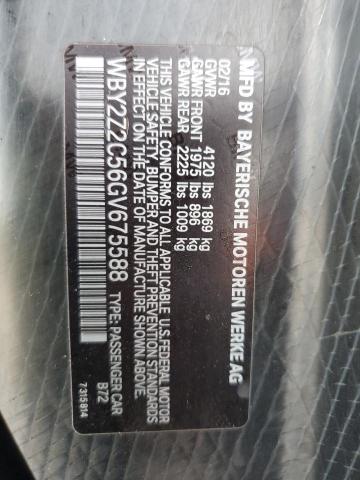 MFD BY BAYERISCHE MOTOREN WERKE AG
02/16
GVWR 4120 lbs 1869 kg
GAWR FRONT 1975 lbs 896 kg
GAWR REAR 2225 lbs 1009 kg
THIS VEHICLE CONFORMS TO ALL APPLICABLE U.S.FEDERAL MOTOR
VEHICLE SAFETY, BUMPER AND THEFT PREVENTION STANDARDS
IN EFFECT ON THE DATE OF MANUFACTURE SHOWN ABOVE.
WBY2Z2C56GV675588 TYPE: PASSENGER CAR
B72
7315814